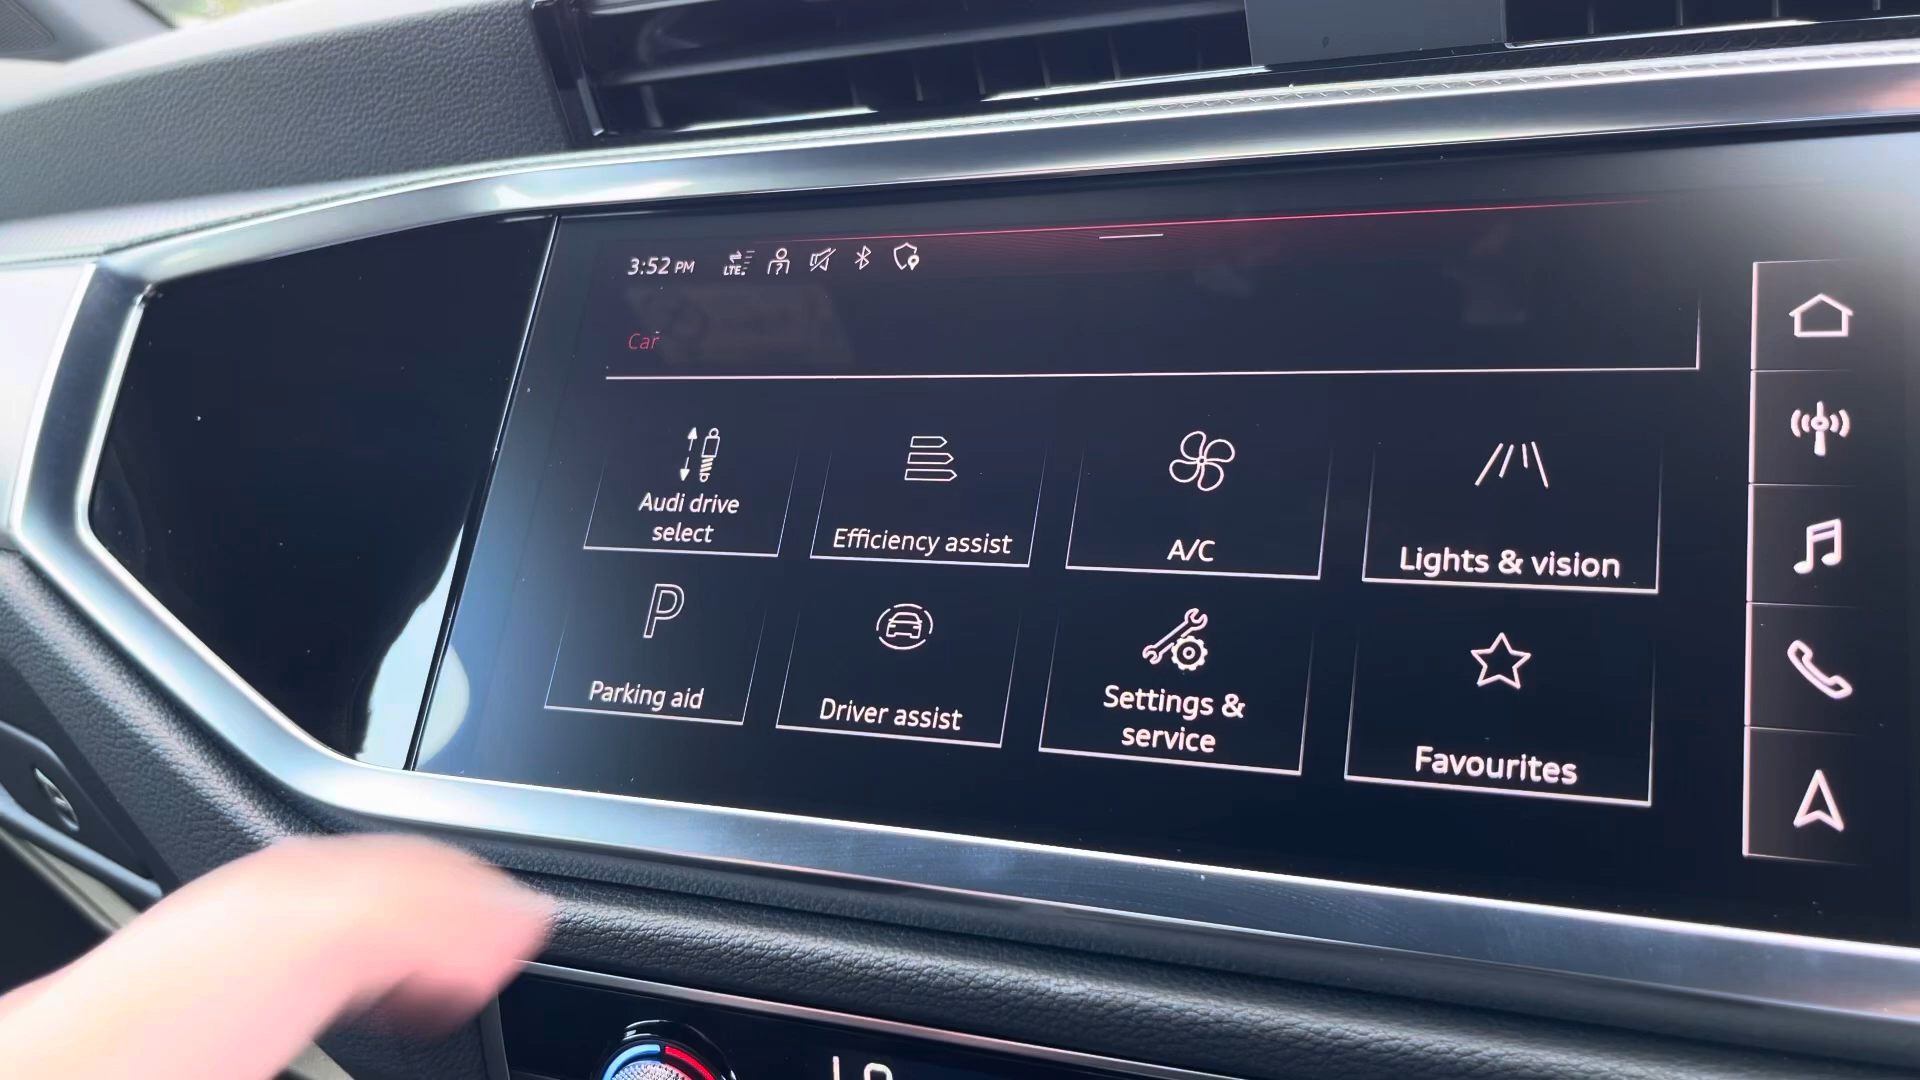 3:52 PM LTE
Car
Audi drive
select
Efficiency assist
A/C
Lights & vision
P
Parking aid
Driver assist
Settings &
service
Favourites